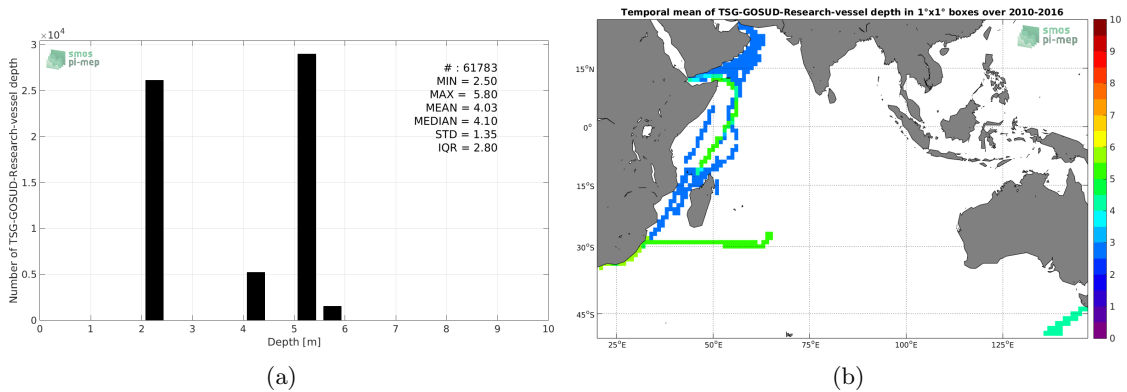 ×10⁴
smos
pi-mep
# : 61783
MIN = 2.50
MAX = 5.80
MEAN = 4.03
MEDIAN = 4.10
STD = 1.35
IQR = 2.80
Number of TSG-GOSUD-Research-vessel depth
3
2.5
2
1.5
1
0.5
0
0 1 2 3 4 5 6 7 8 9 10
Depth [m]
(a)
Temporal mean of TSG-GOSUD-Research-vessel depth in 1°x1° boxes over 2010-2016
smos
pi-mep
15°N
0°
15°S
30°S
45°S
25°E 50°E 75°E 100°E 125°E
10
9
8
7
6
5
4
3
2
1
0
(b)